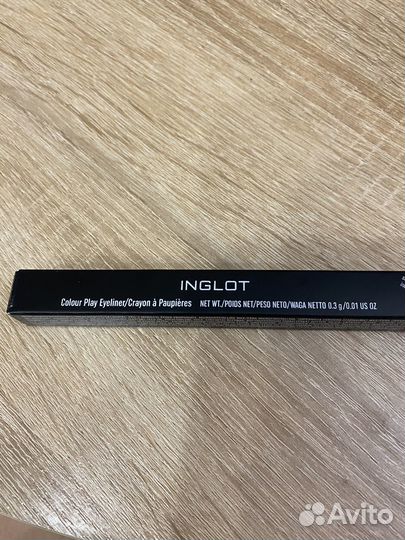 INGLOT
Colour Play Eyeliner/Crayon à Paupières NET WT./POIDS NET/PESO NETO/WAGA NETTO 0.3 g/0.01 US OZ
Avito